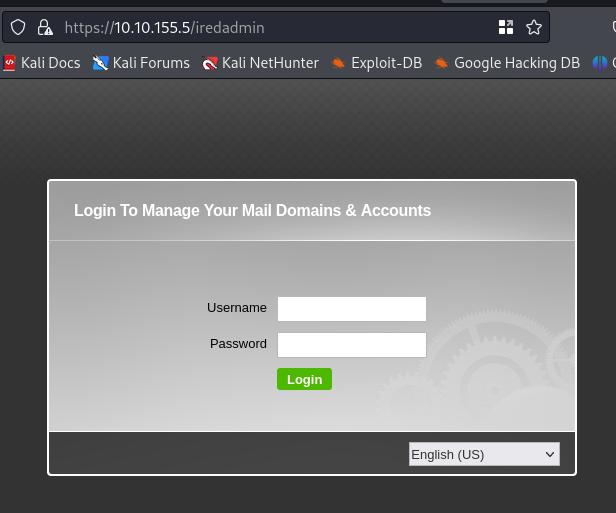 https://10.10.155.5/iredadmin
Kali Docs Kali Forums Kali NetHunter Exploit-DB Google Hacking DB
Login To Manage Your Mail Domains & Accounts
Username
Password
Login
English (US)